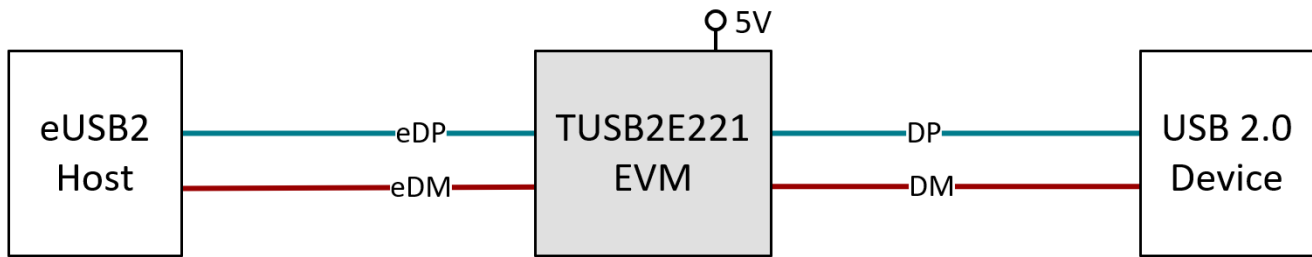 5V
eUSB2
Host
eDP
eDM
TUSB2E221
EVM
DP
DM
USB 2.0
Device